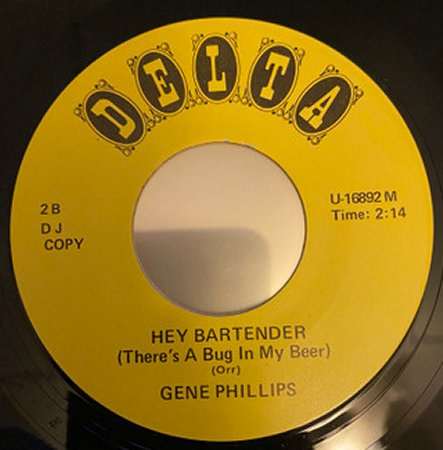 DELTA
2 B
D J
COPY
U-16892 M
Time: 2:14
HEY BARTENDER
(There's A Bug In My Beer)
(Orr)
GENE PHILLIPS